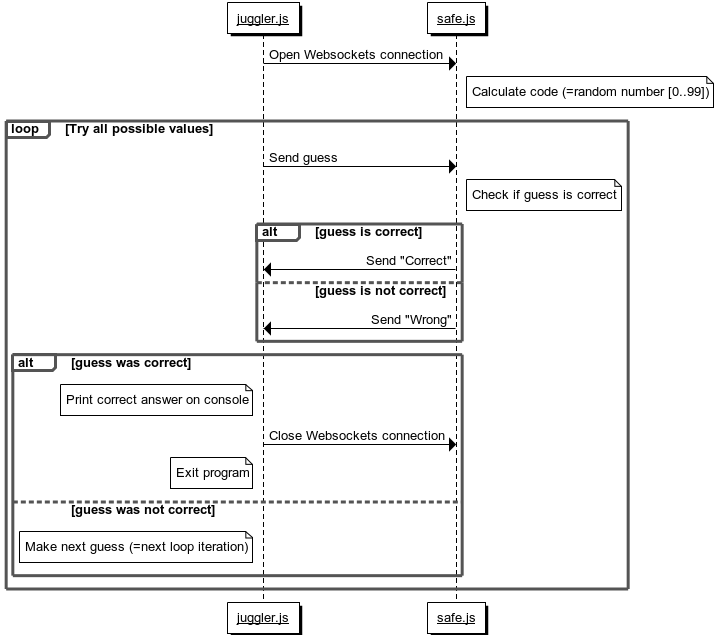 juggler.js
safe.js
Open Websockets connection
Calculate code (=random number [0..99])
loop
[Try all possible values]
Send guess
Check if guess is correct
alt
[guess is correct]
Send "Correct"
[guess is not correct]
Send "Wrong"
alt
[guess was correct]
Print correct answer on console
Close Websockets connection
Exit program
[guess was not correct]
Make next guess (=next loop iteration)
juggler.js
safe.js